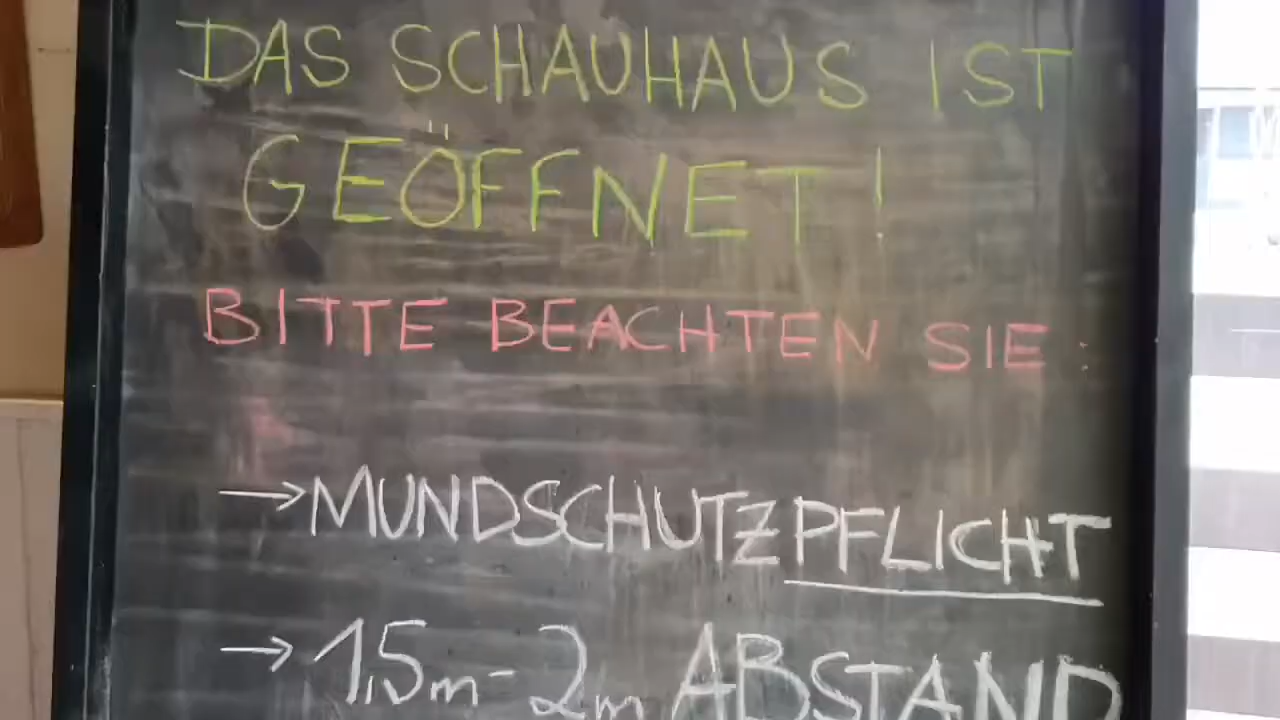 DAS SCHAUHAUS IST
GEÖFFNET!
BITTE BEACHTEN SIE:
→MUNDSCHUTZPFLICHT
→1,5m-2m ABSTAND